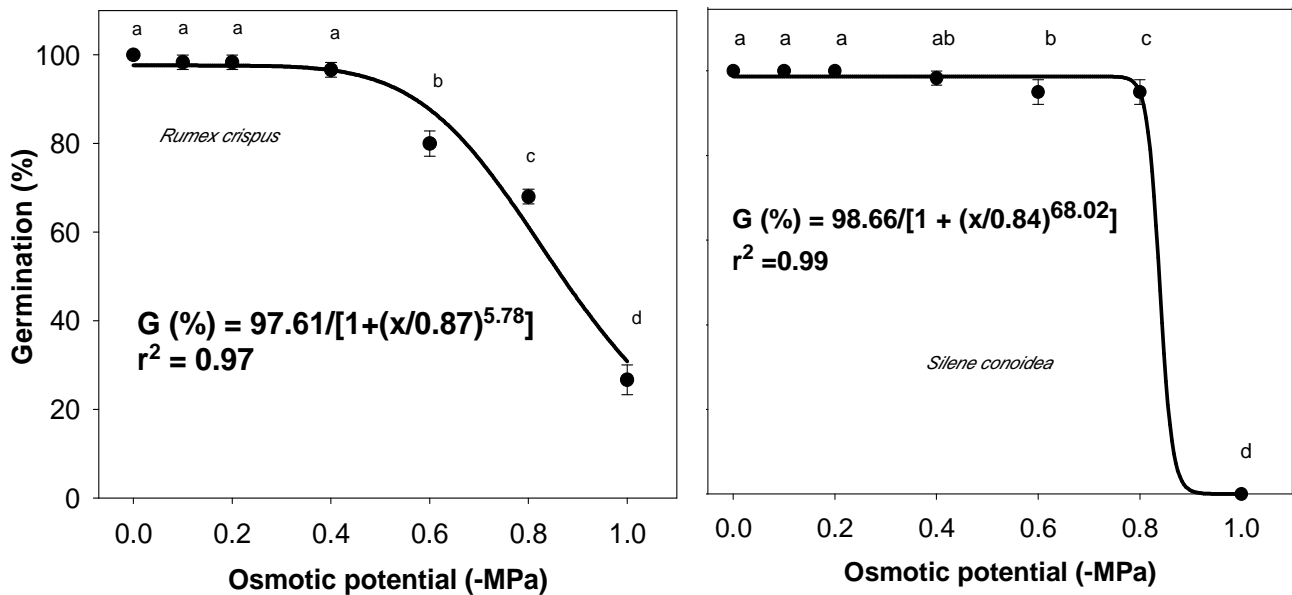 a a a a b c d
100
80
60
40
20
0
Germination (%)
Rumex crispus
G (%) = 97.61/[1+(x/0.87)^5.78]
r² = 0.97
0.0 0.2 0.4 0.6 0.8 1.0
Osmotic potential (-MPa)
a a a ab b c d
G (%) = 98.66/[1 + (x/0.84)^68.02]
r² =0.99
Silene conoidea
0.0 0.2 0.4 0.6 0.8 1.0
Osmotic potential (-MPa)